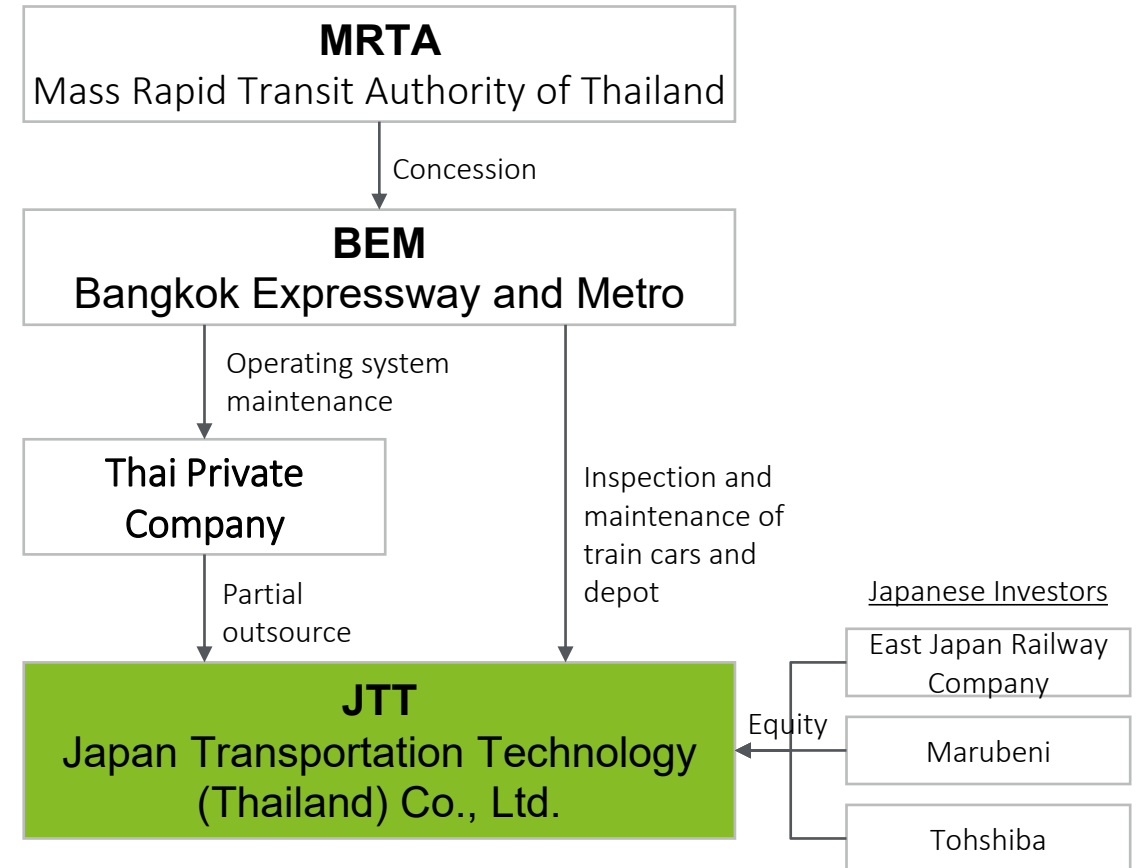 MRTA
Mass Rapid Transit Authority of Thailand
Concession
BEM
Bangkok Expressway and Metro
Operating system
maintenance
Thai Private
Company
Inspection and
maintenance of
train cars and
depot
Partial
outsource
JTT
Japan Transportation Technology
(Thailand) Co., Ltd.
Equity
Japanese Investors
East Japan Railway
Company
Marubeni
Tohshiba